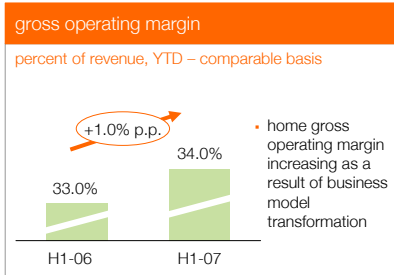 gross operating margin
percent of revenue, YTD – comparable basis
+1.0% p.p.
33.0%
34.0%
H1-06
H1-07
• home gross
operating margin
increasing as a
result of business
model
transformation